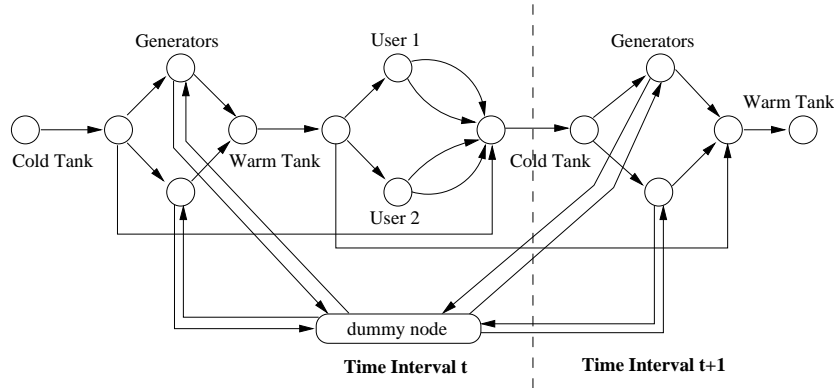 Generators
User 1
Generators
Warm Tank
Cold Tank
Warm Tank
Cold Tank
User 2
dummy node
Time Interval t
Time Interval t+1